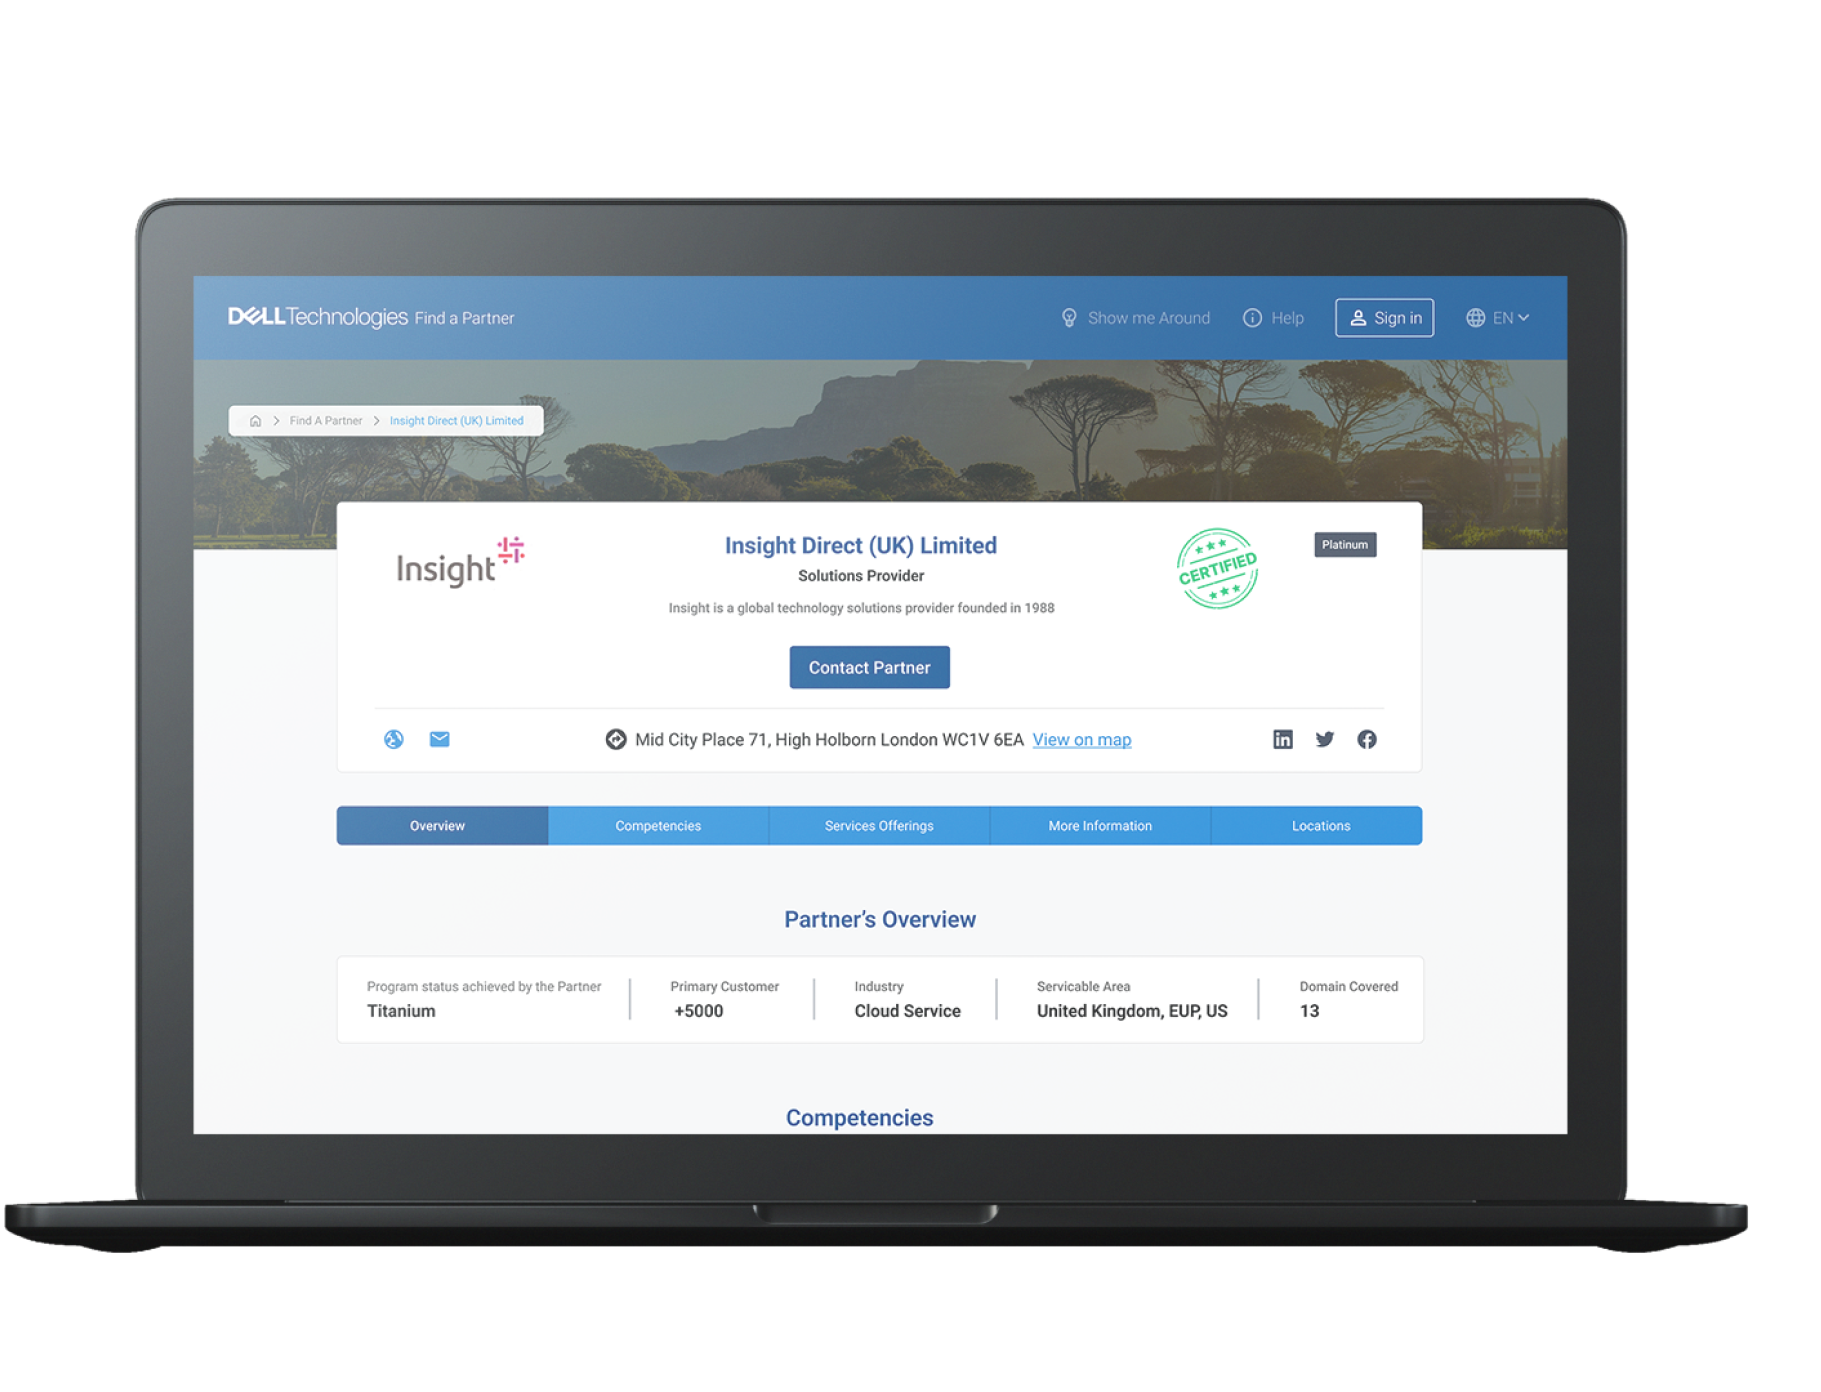 DELLTechnologies Find a Partner
Show me Around
Help
Sign in
EN
Find A Partner
Insight Direct (UK) Limited
Insight
Insight Direct (UK) Limited
Solutions Provider
Insight is a global technology solutions provider founded in 1988
CERTIFIED
Platinum
Contact Partner
Mid City Place 71, High Holborn London WC1V 6EA View on map
in
Overview
Competencies
Services Offerings
More Information
Locations
Partner’s Overview
Program status achieved by the Partner
Titanium
Primary Customer
+5000
Industry
Cloud Service
Servicable Area
United Kingdom, EUP, US
Domain Covered
13
Competencies